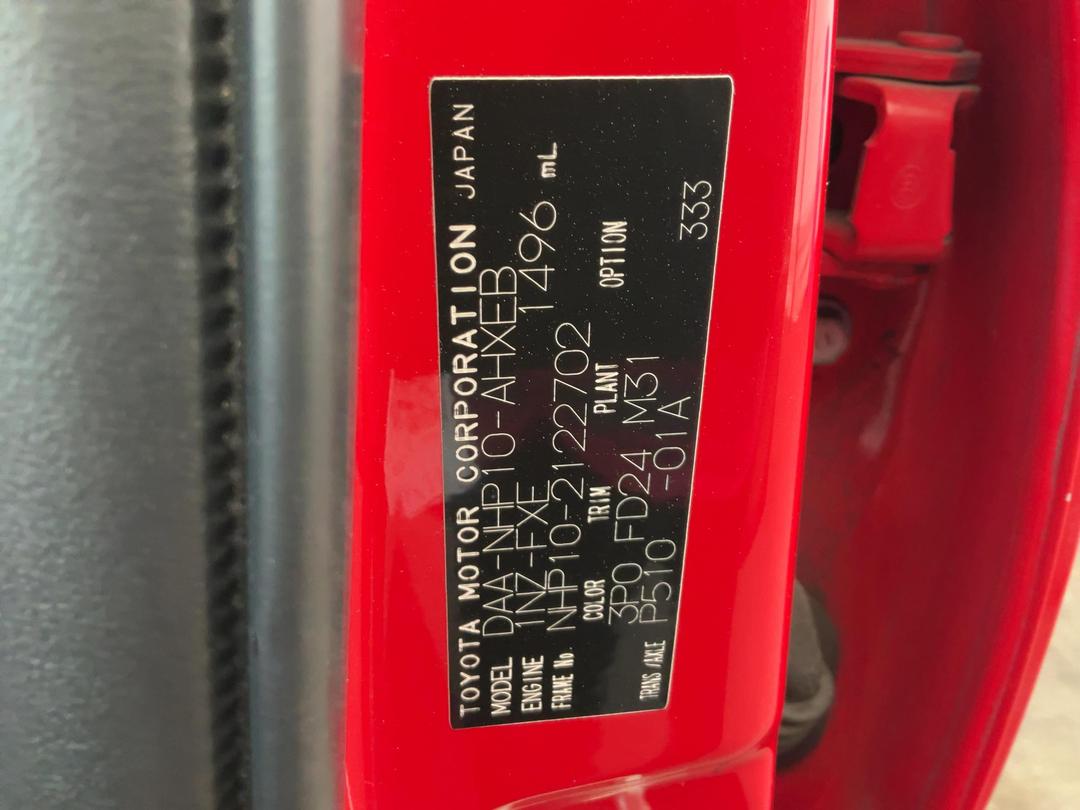 TOYOTA MOTOR CORPORATION JAPAN
MODEL DAA-NHP10-AHXEB
ENGINE 1NZ-FXE 1496 mL
FRAME No. NHP10-2122702
COLOR TRIM PLANT OPTION
3P0 FD24 M31
TRANS/AXLE P510 -01A 333